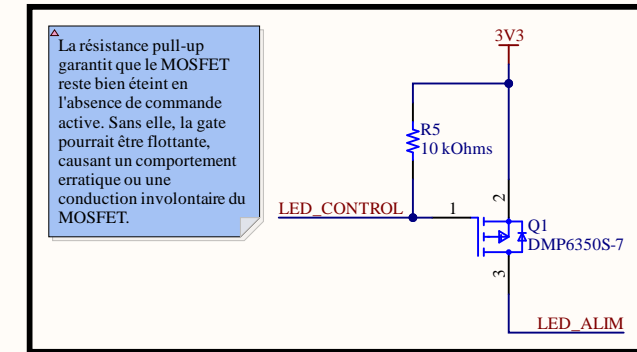 La résistance pull-up
garantit que le MOSFET
reste bien éteint en
l'absence de commande
active. Sans elle, la gate
pourrait être flottante,
causant un comportement
erratique ou une
conduction involontaire du
MOSFET.
3V3
R5
10 kOhms
LED_CONTROL
1
2
Q1
DMP6350S-7
3
LED_ALIM